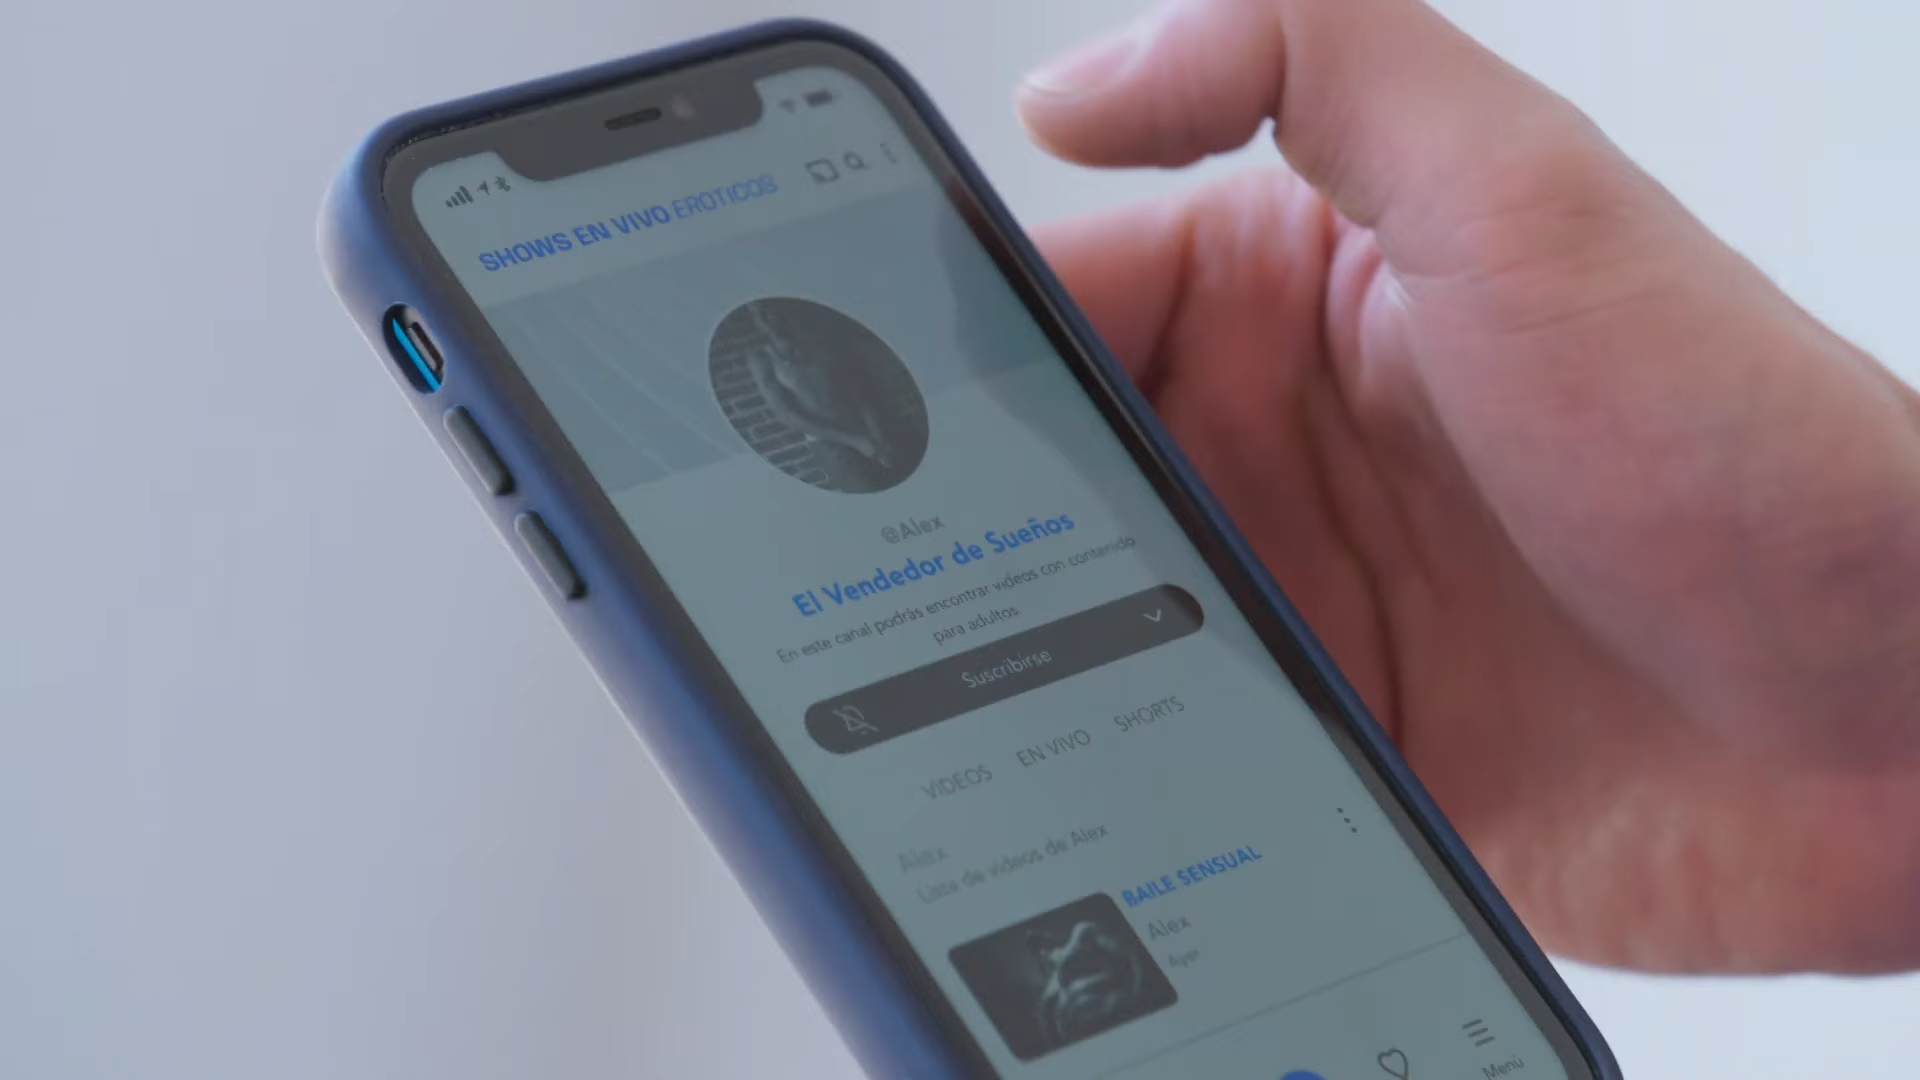 SHOWS EN VIVO EROTICOS
@Alex
El Vendedor de Sueños
En este canal podrás encontrar videos con contenido
para adultos.
Suscribirse
VIDEOS EN VIVO SHORTS
Alex
Lista de videos de Alex
BAILE SENSUAL
Alex
Ayer
Menú